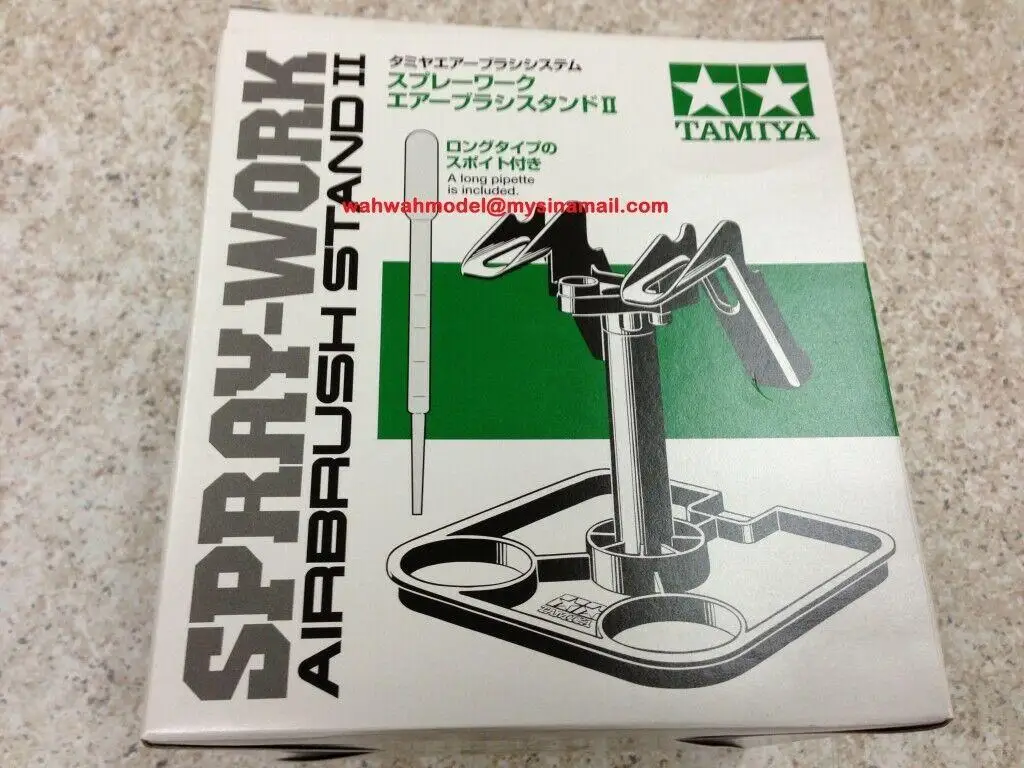 SPRAY-WORK
AIRBRUSH STAND II
タミヤエアーブラシシステム
スプレーワーク
エアーブラシスタンドⅡ
TAMIYA
ロングタイプの
スポイト付き
A long pipette
is included.
wahwahmodel@mysinamail.com
TAMIYA